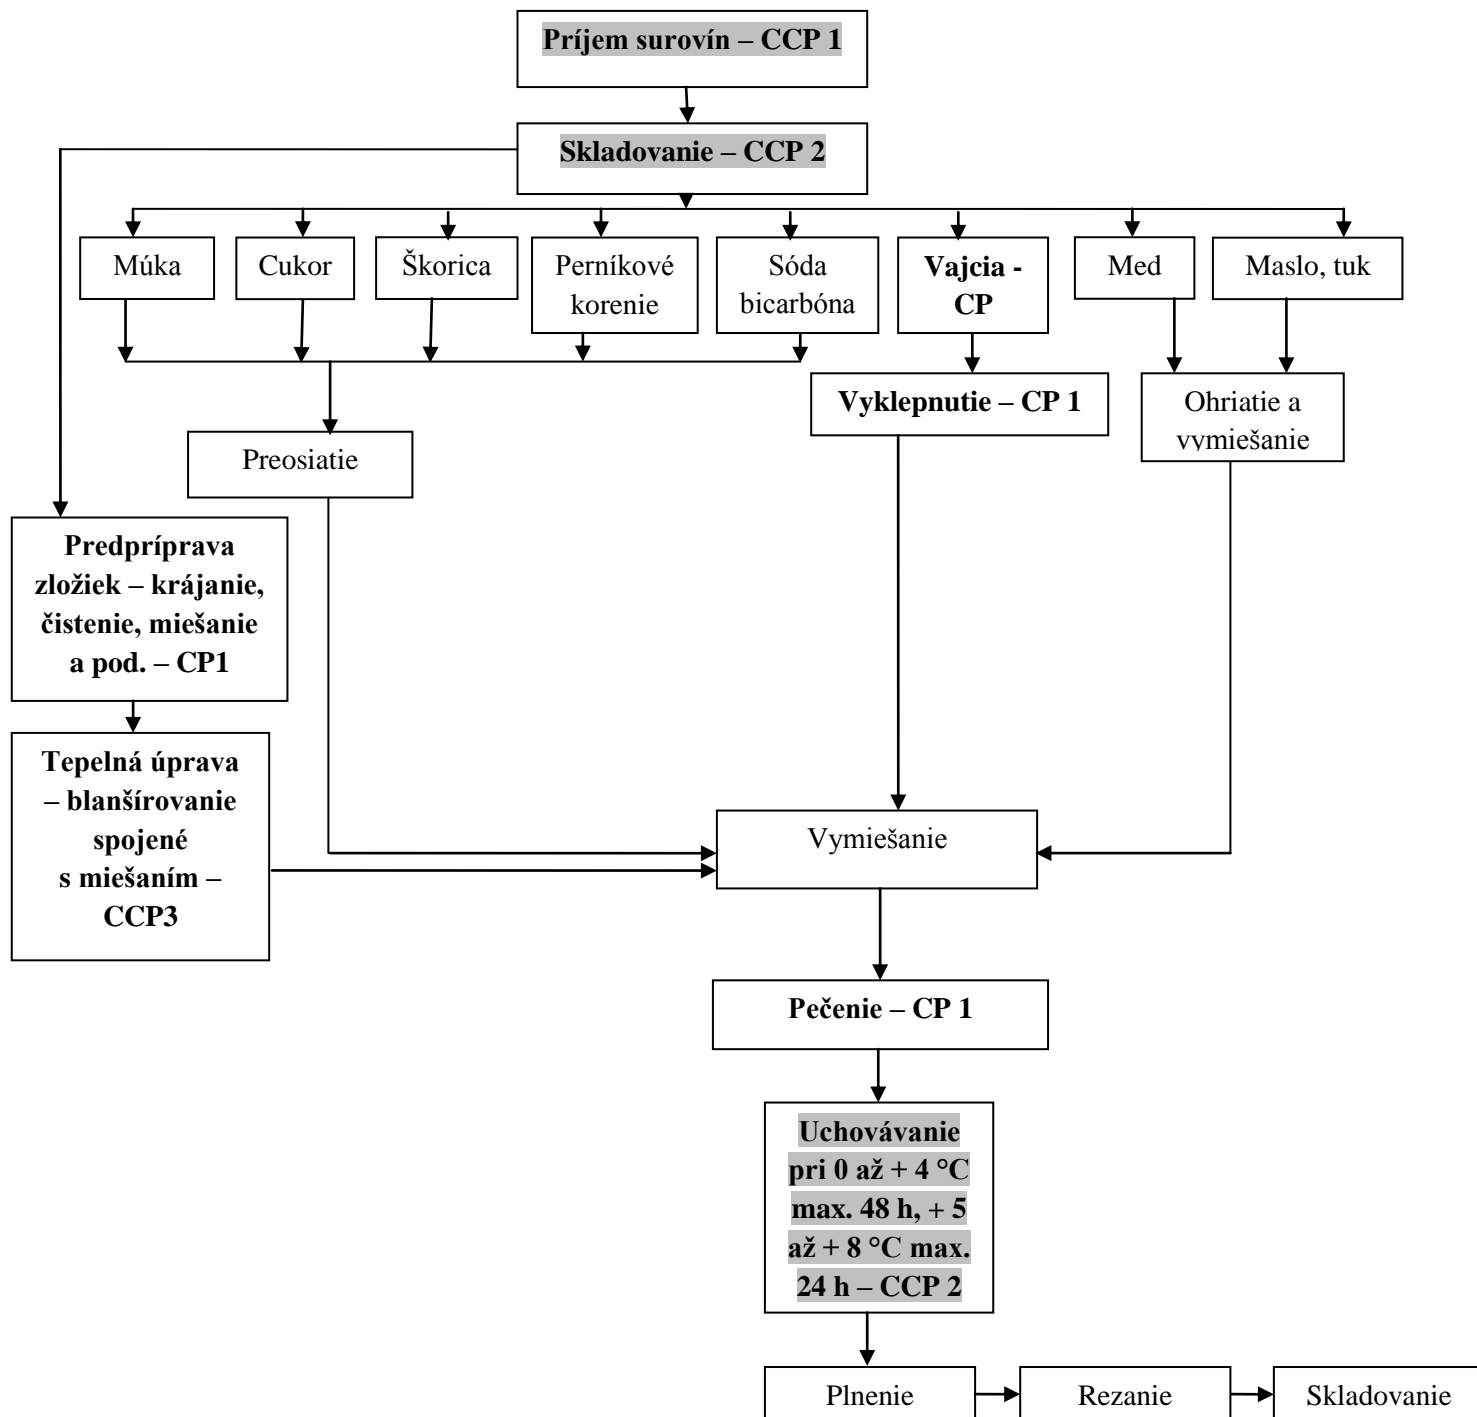 Príjem surovín – CCP 1
Skladovanie – CCP 2
Múka
Cukor
Škorica
Perníkové
korenie
Sóda
bicarbóna
Vajcia -
CP
Med
Maslo, tuk
Vyklepnutie – CP 1
Ohriatie a
vymiešanie
Preosiatie
Predpríprava
zložiek – krájanie,
čistenie, miešanie
a pod. – CP1
Tepelná úprava
– blanšírovanie
spojené
s miešaním –
CCP3
Vymiešanie
Pečenie – CP 1
Uchovávanie
pri 0 až + 4 °C
max. 48 h, + 5
až + 8 °C max.
24 h – CCP 2
Plnenie
Rezanie
Skladovanie